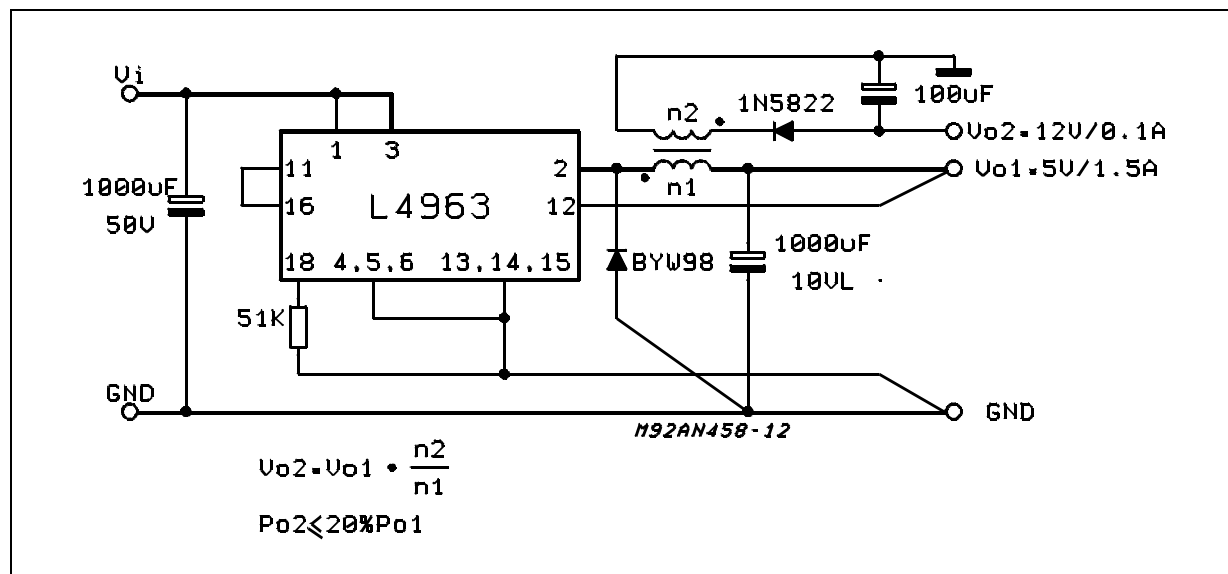 Vi
1N5822
100uF
n2
Vo2=12V/0.1A
1 3
11
2
Vo1=5V/1.5A
n1
1000uF
50V
16
L4963
12
1000uF
10VL
18 4,5,6 13,14,15
BYW98
51K
GND
GND
M92AN458-12
Vo2=Vo1 • n2
n1
Po2≤20%Po1